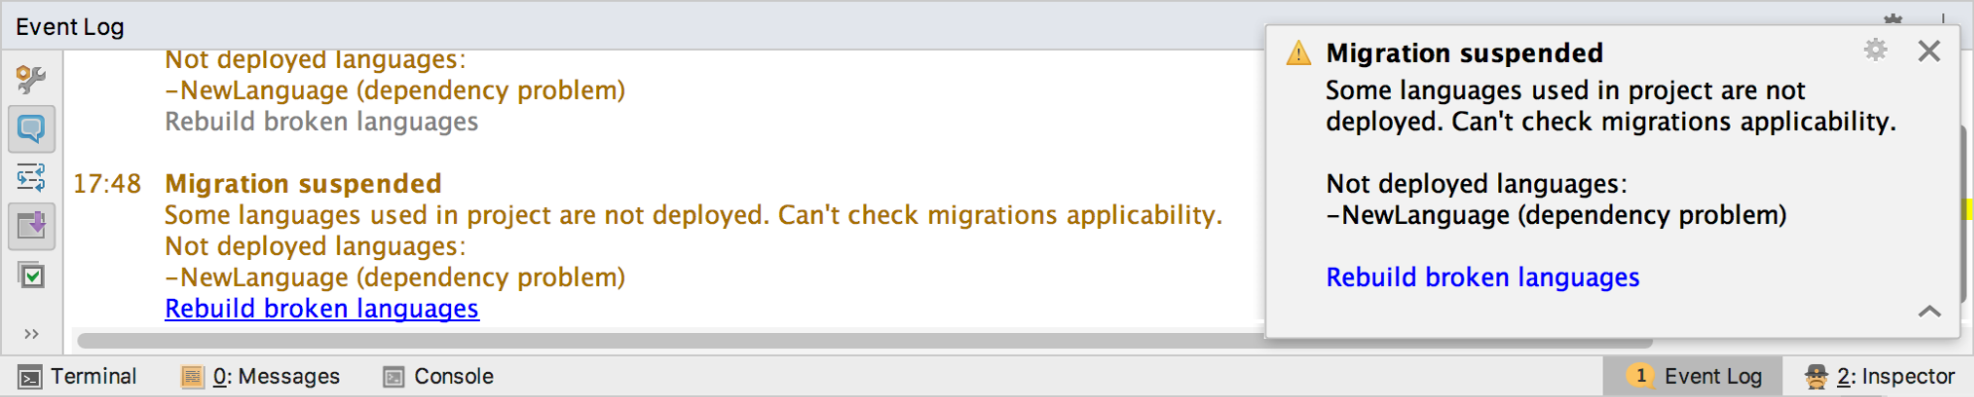 Event Log
Not deployed languages:
-NewLanguage (dependency problem)
Rebuild broken languages
17:48 Migration suspended
Some languages used in project are not deployed. Can't check migrations applicability.
Not deployed languages:
-NewLanguage (dependency problem)
Rebuild broken languages
Migration suspended
Some languages used in project are not
deployed. Can't check migrations applicability.
Not deployed languages:
-NewLanguage (dependency problem)
Rebuild broken languages
Terminal
0: Messages
Console
1 Event Log
2: Inspector